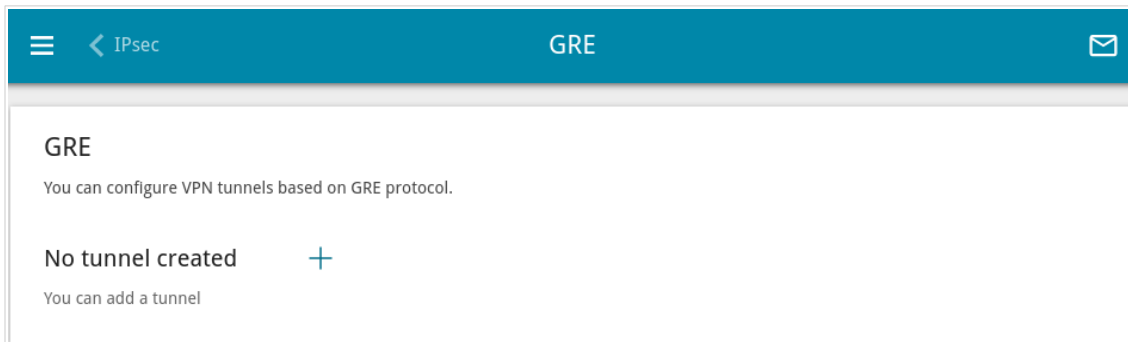 IPsec
GRE
GRE
You can configure VPN tunnels based on GRE protocol.
No tunnel created
You can add a tunnel